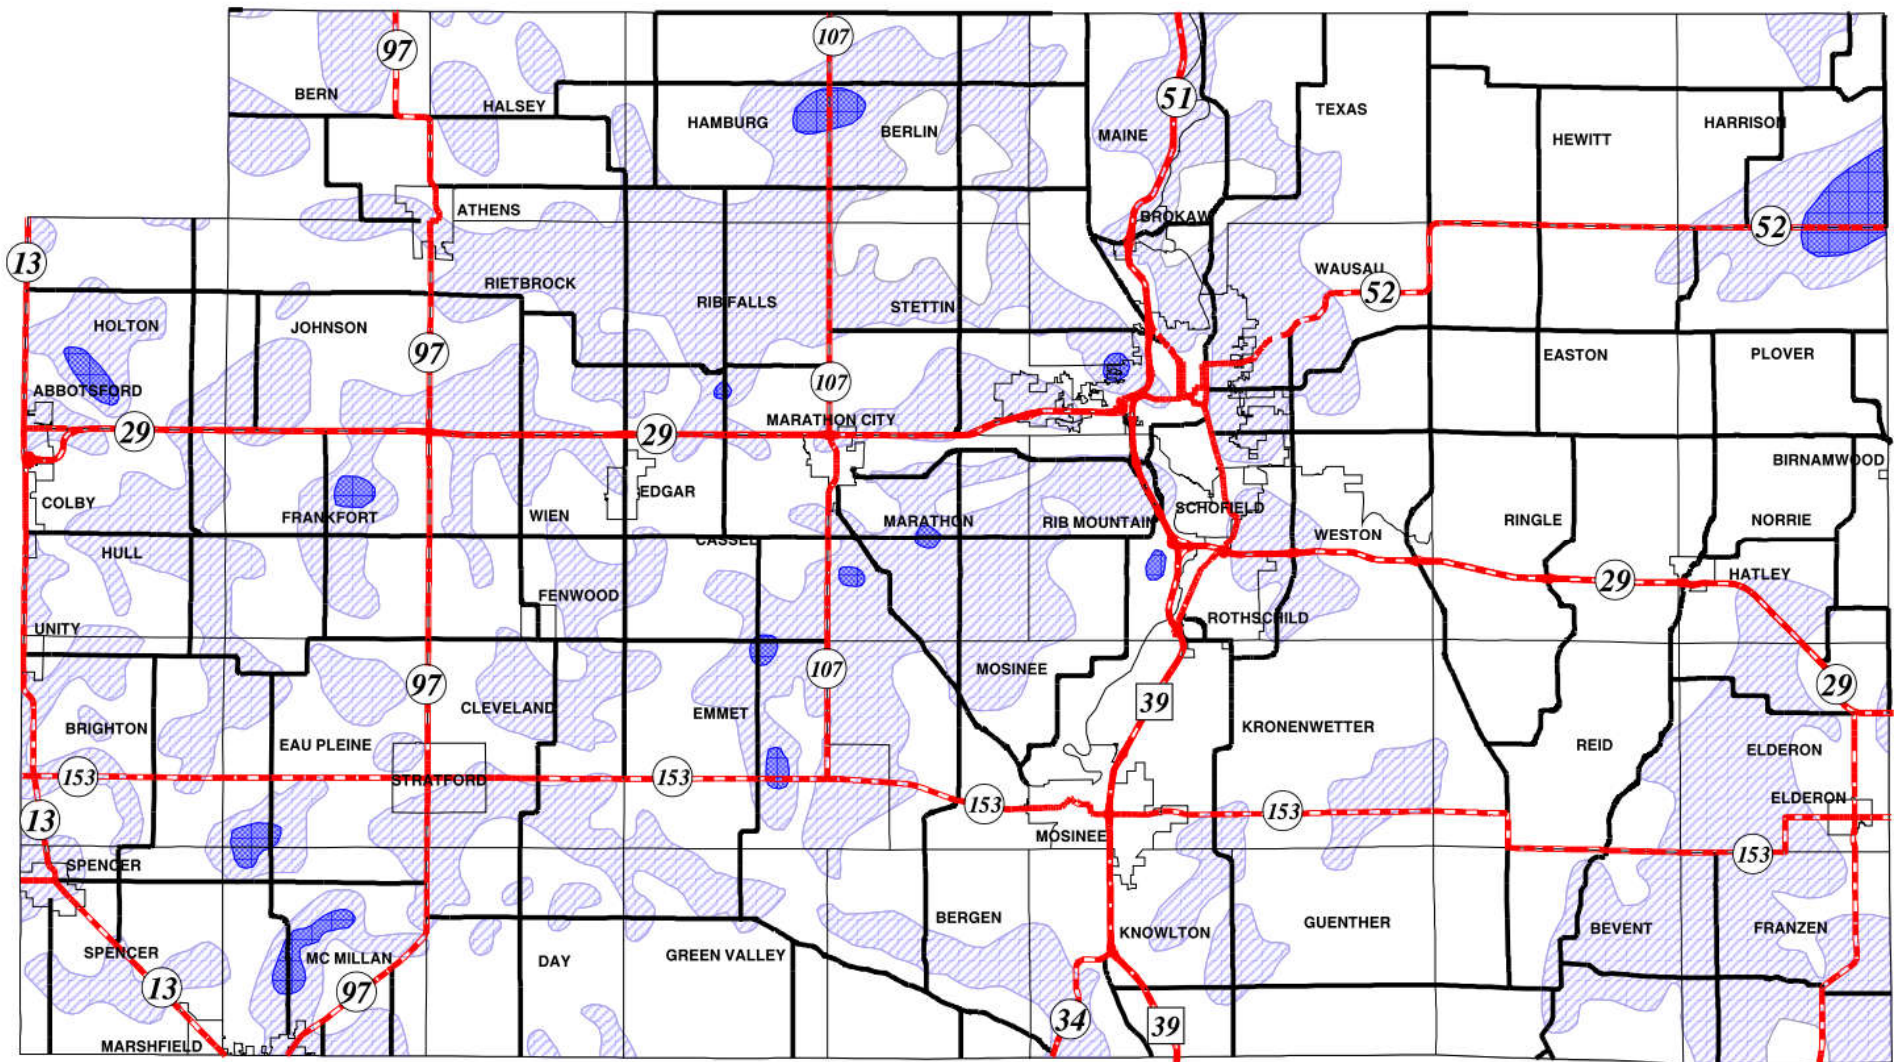 107
97
51
BERN
HALSEY
HAMBURG
BERLIN
MAINE
TEXAS
HEWITT
HARRISON
ATHENS
BROKAW
52
13
WAUSAU
52
RIETBROCK
RIB FALLS
STETTIN
HOLTON
JOHNSON
97
EASTON
PLOVER
ABBOTSFORD
107
29
29
MARATHON CITY
BIRNAMWOOD
COLBY
EDGAR
FRANKFORT
WIEN
MARATHON
RIB MOUNTAIN
SCHOFIELD
WESTON
RINGLE
NORRIE
HULL
CASSEL
FENWOOD
29
HATLEY
UNITY
ROTHSCHILD
97
107
MOSINEE
39
29
BRIGHTON
EAU PLEINE
CLEVELAND
EMMET
KRONENWETTER
REID
ELDERON
153
STRATFORD
153
153
153
ELDERON
13
MOSINEE
153
SPENCER
SPENCER
MC MILLAN
DAY
GREEN VALLEY
BERGEN
KNOWLTON
GUENTHER
BEVENT
FRANZEN
13
97
34
39
MARSHFIELD